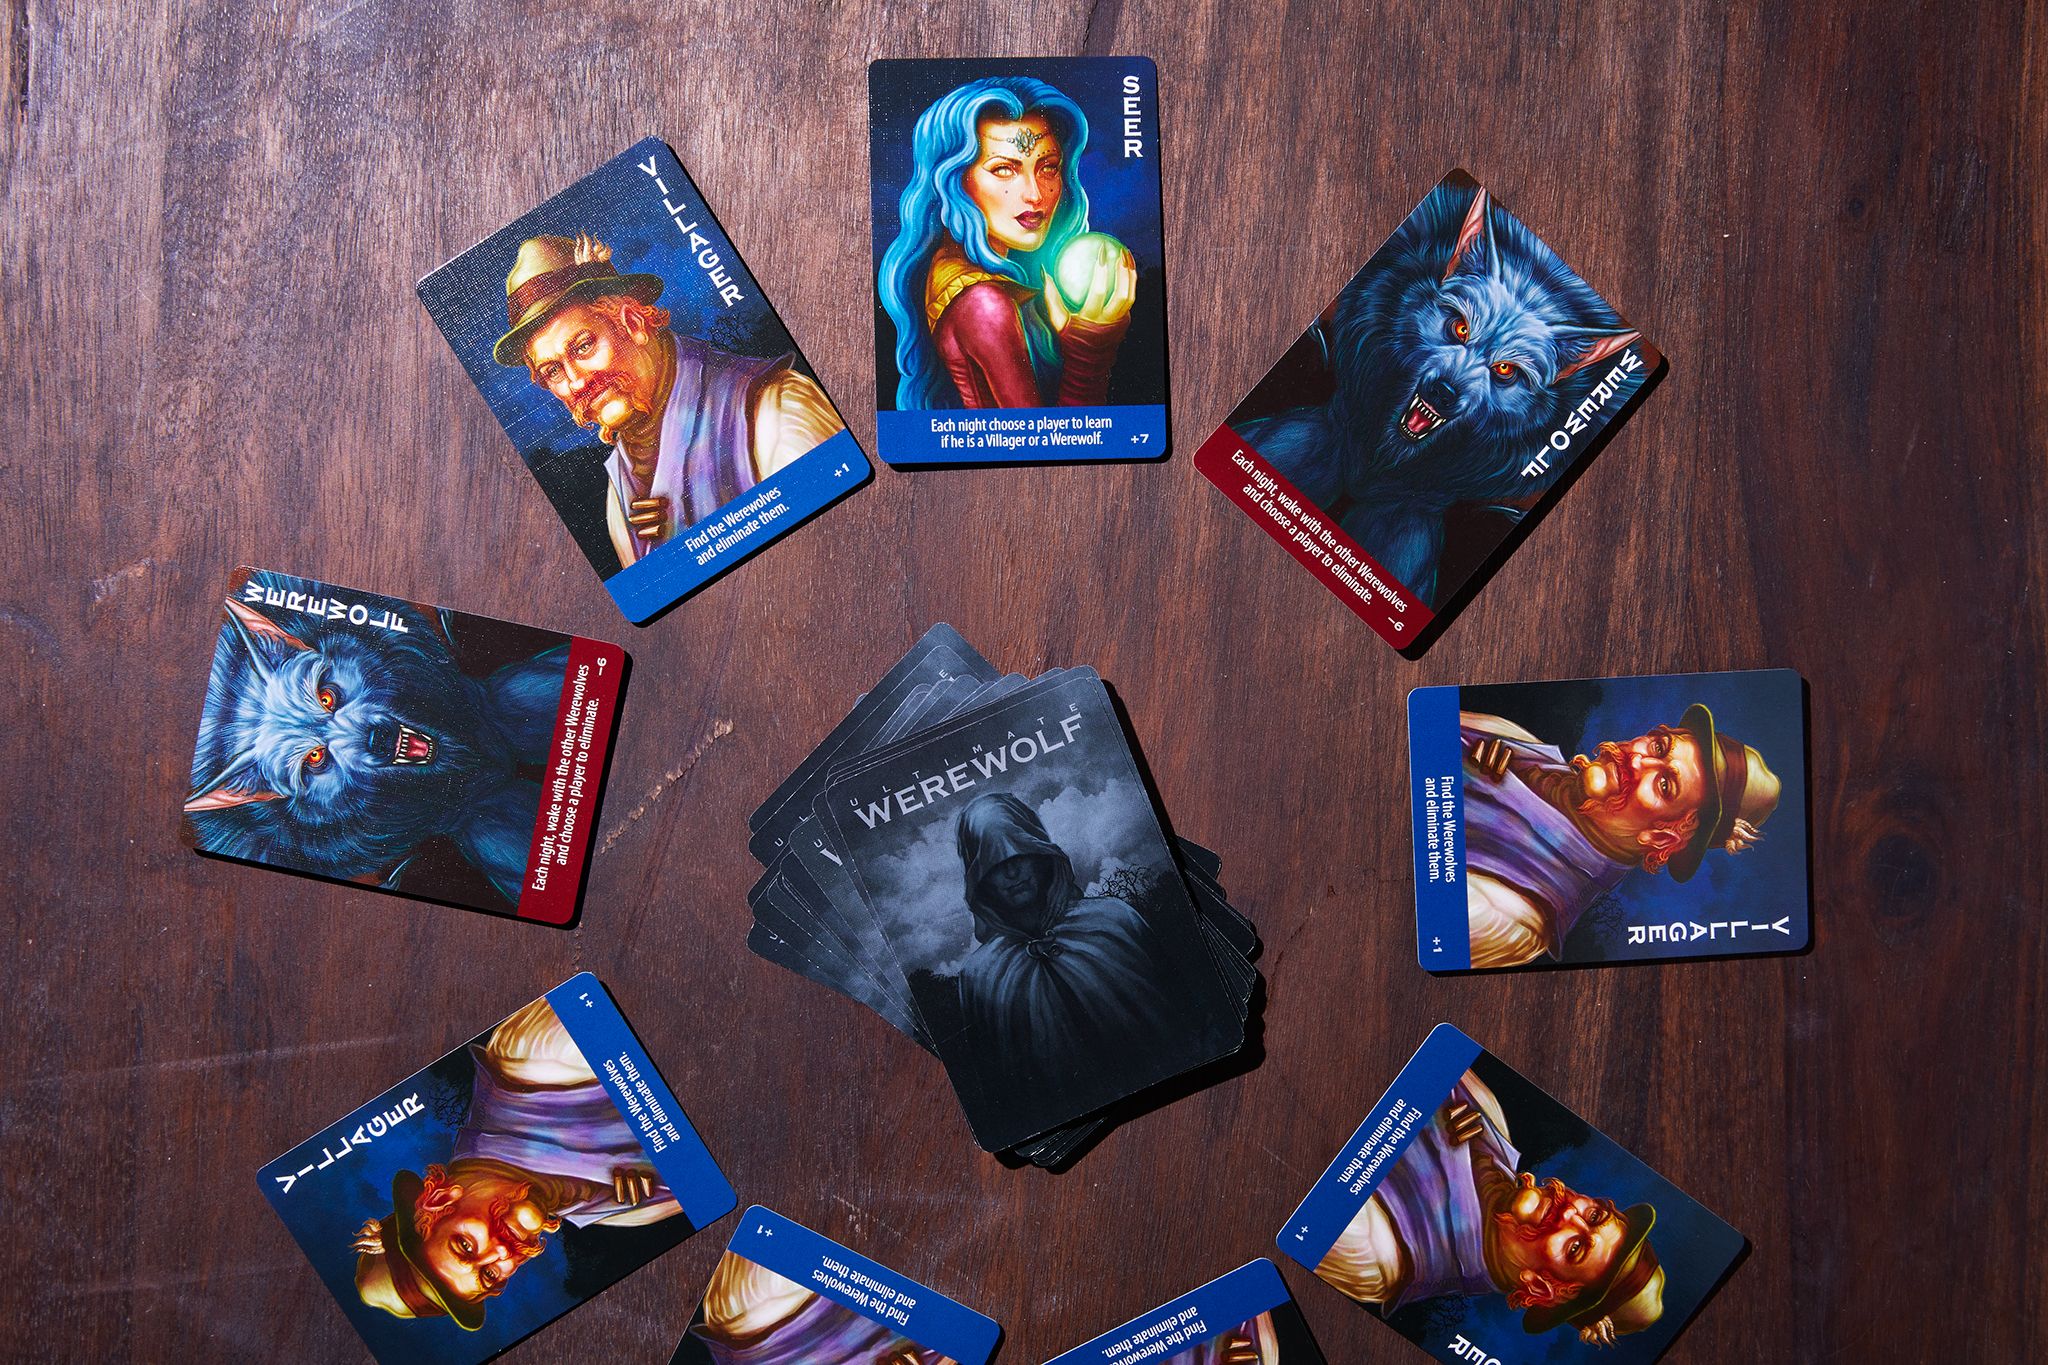 SEER
Each night choose a player to learn
if he is a Villager or a Werewolf.
+7
VILLAGER
+1
Find the Werewolves
and eliminate them.
WEREWOLF
Each night, wake with the other Werewolves
and choose a player to eliminate.
-6
WEREWOLF
-6
Each night, wake with the other Werewolves
and choose a player to eliminate.
ULTIMATE
WEREWOLF
VILLAGER
Find the Werewolves
and eliminate them.
+1
VILLAGER
+1
Find the Werewolves
and eliminate them.
Find the Werewolves
and eliminate them.
+1
+1
Find the Werewolves
and eliminate them.
Find the Werewolves
and eliminate them.